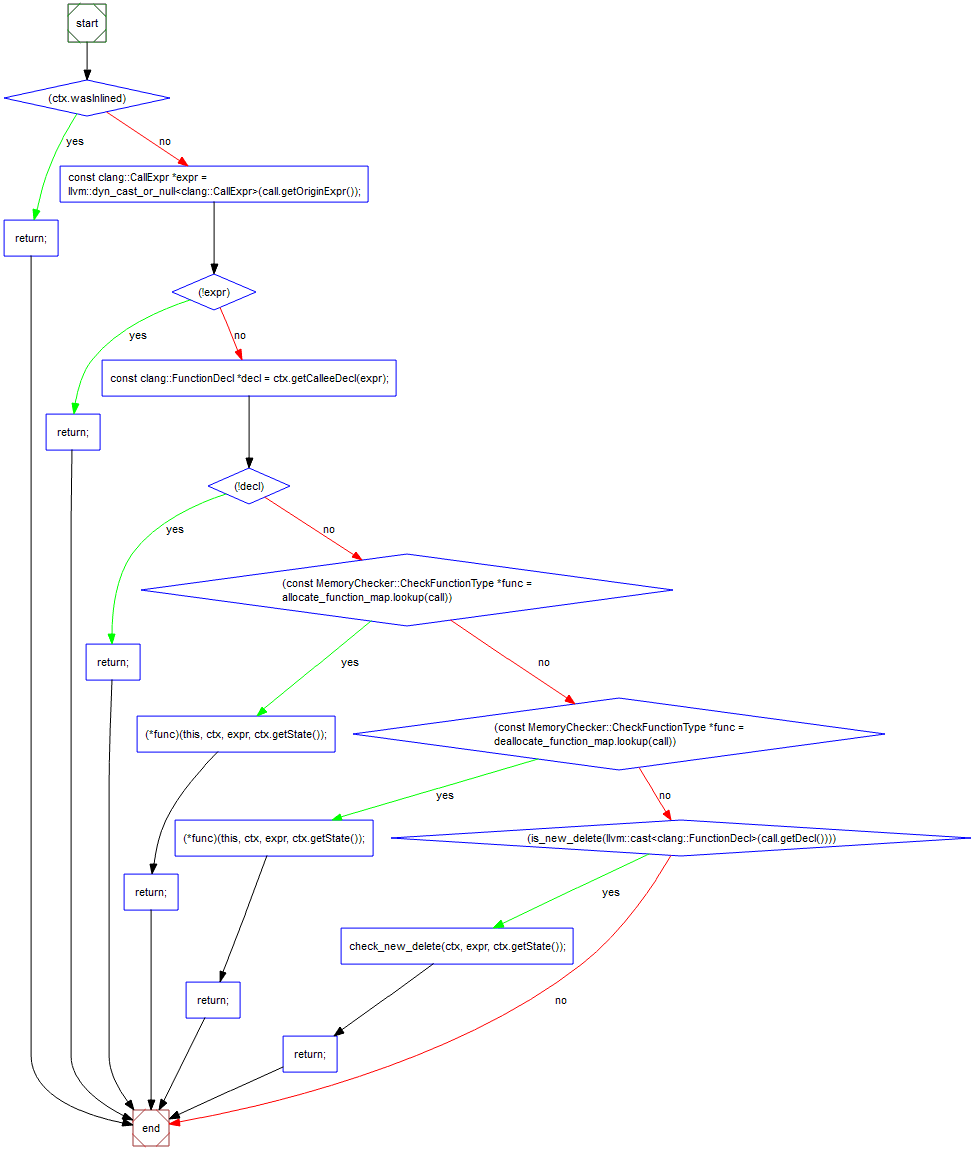 start
(ctx.wasInlined)
yes
no
const clang::CallExpr *expr =
llvm::dyn_cast_or_null<clang::CallExpr>(call.getOriginExpr());
return;
(!expr)
yes
no
const clang::FunctionDecl *decl = ctx.getCalleeDecl(expr);
return;
(!decl)
yes
no
(const MemoryChecker::CheckFunctionType *func =
allocate_function_map.lookup(call))
return;
yes
no
(*func)(this, ctx, expr, ctx.getState());
(const MemoryChecker::CheckFunctionType *func =
deallocate_function_map.lookup(call))
yes
no
(*func)(this, ctx, expr, ctx.getState());
(is_new_delete(llvm::cast<clang::FunctionDecl>(call.getDecl())))
return;
yes
check_new_delete(ctx, expr, ctx.getState());
return;
no
return;
end